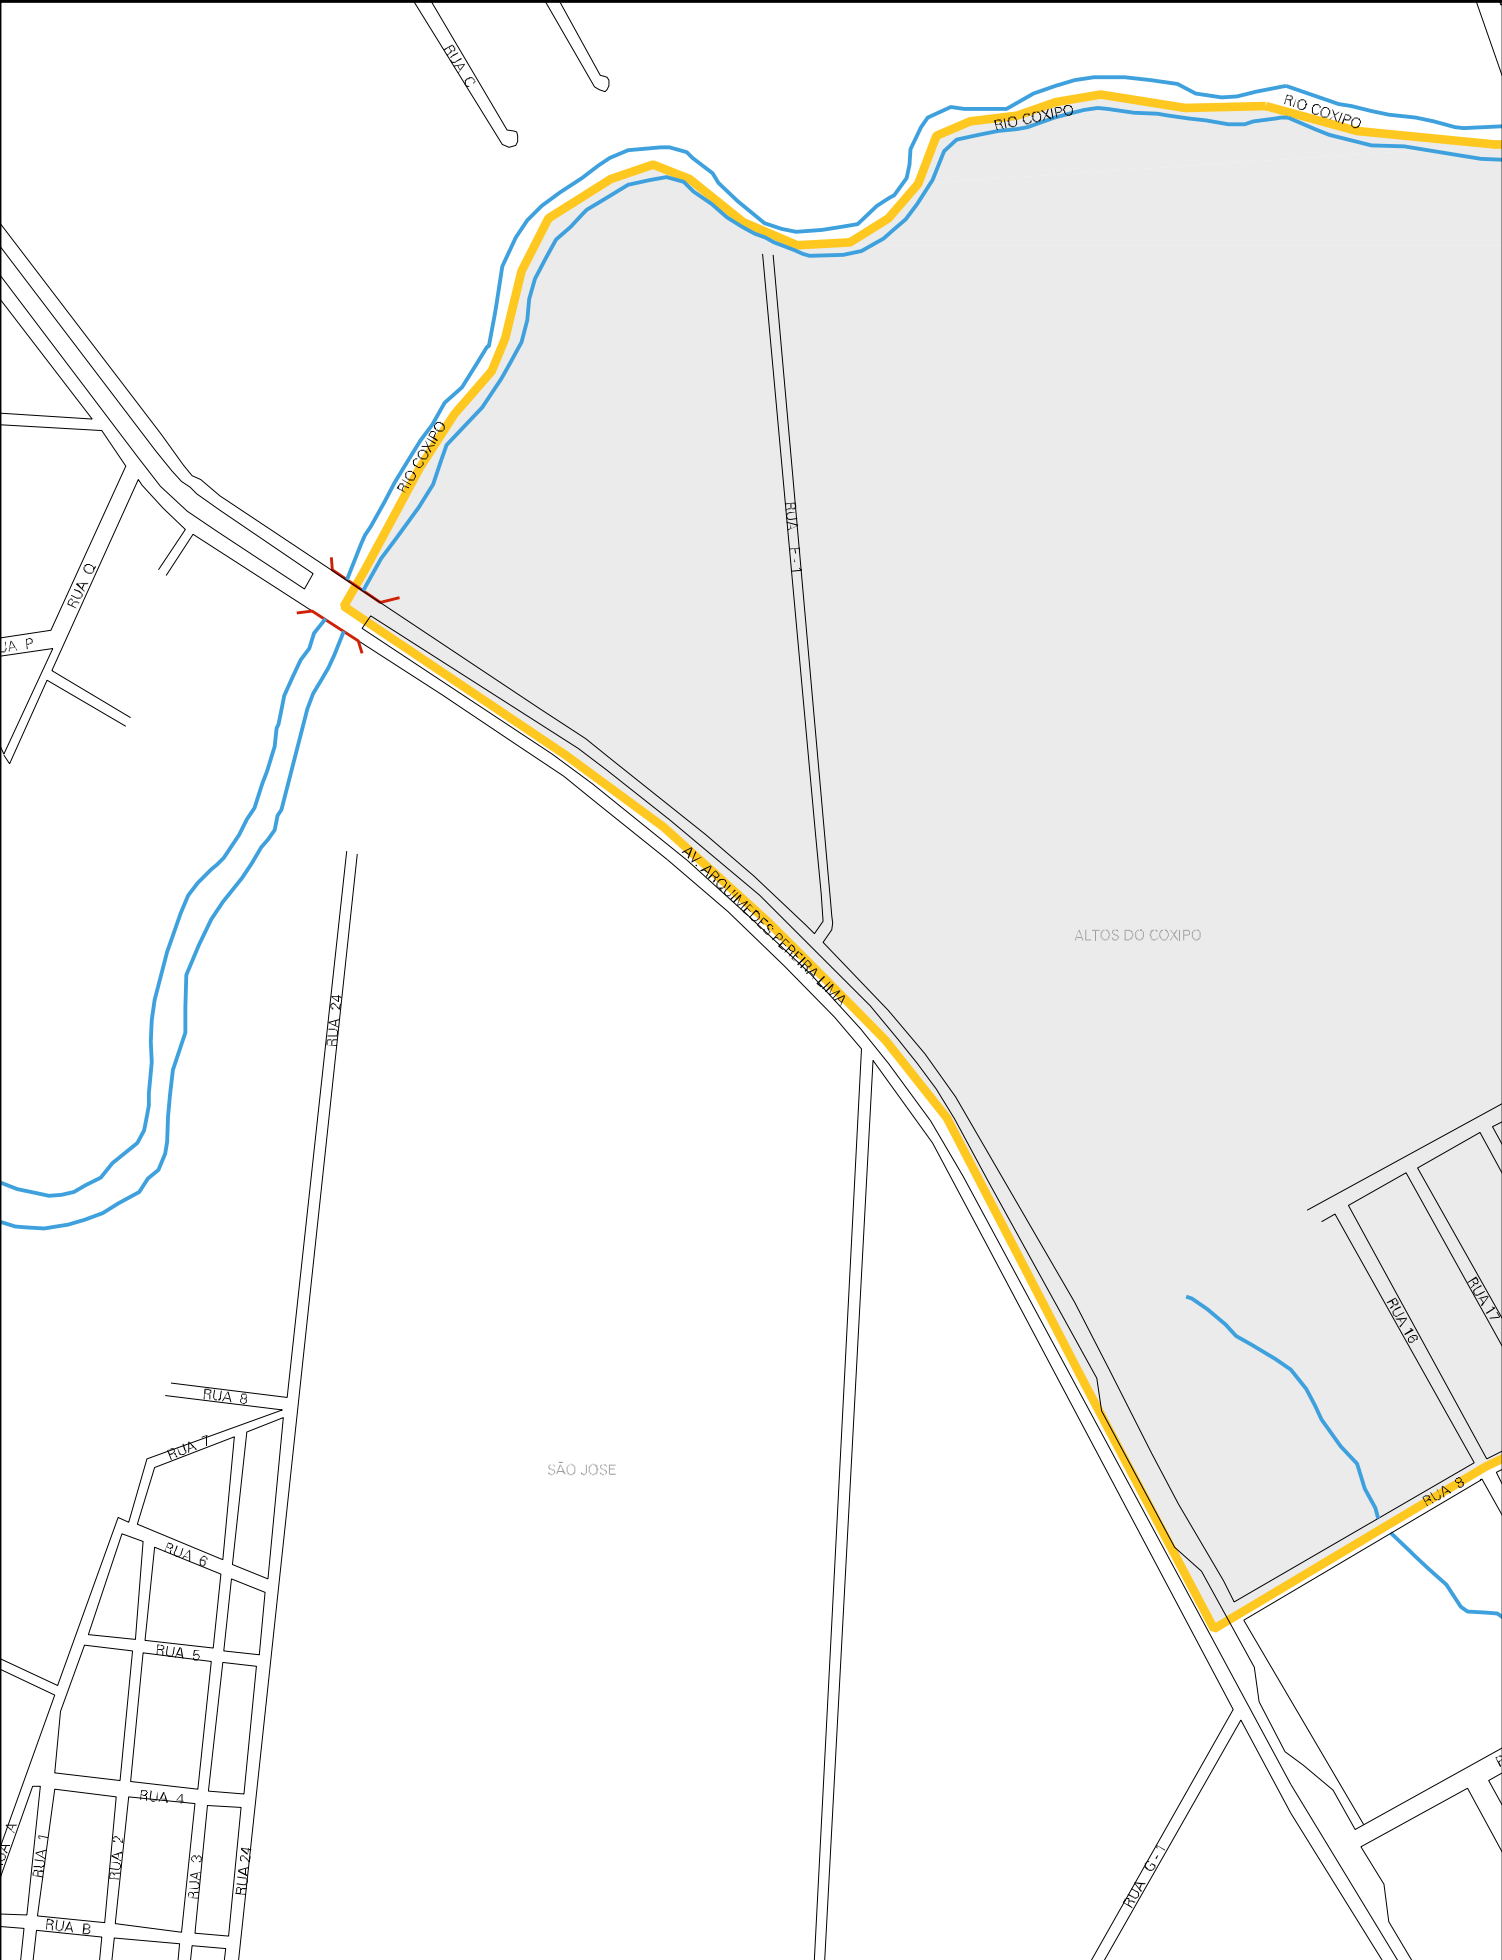 RUA C
RIO COXIPO
RIO COXIPO
RIO COXIPO
RUA F-1
RUA Q
UA P
AV. ARQUIMEDES PEREIRA LIMA
ALTOS DO COXIPO
RUA 24
RUA 17
RUA 16
RUA 8
RUA 7
SÃO JOSE
RUA 9
RUA 6
RUA 5
RUA 4
RUA 1
RUA 2
RUA 3
RUA 24
RUA G-1
RUA B